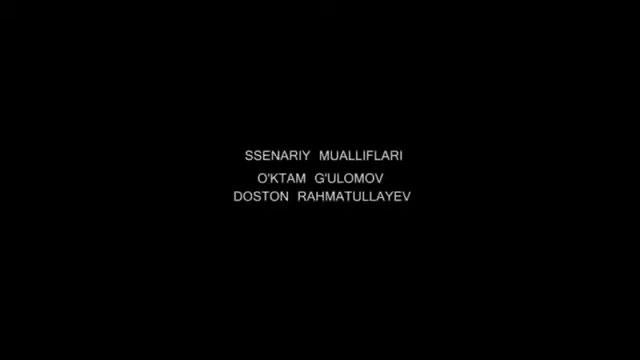 SSENARIY MUALLIFLARI
O'KTAM G'ULOMOV
DOSTON RAHMATULLAYEV